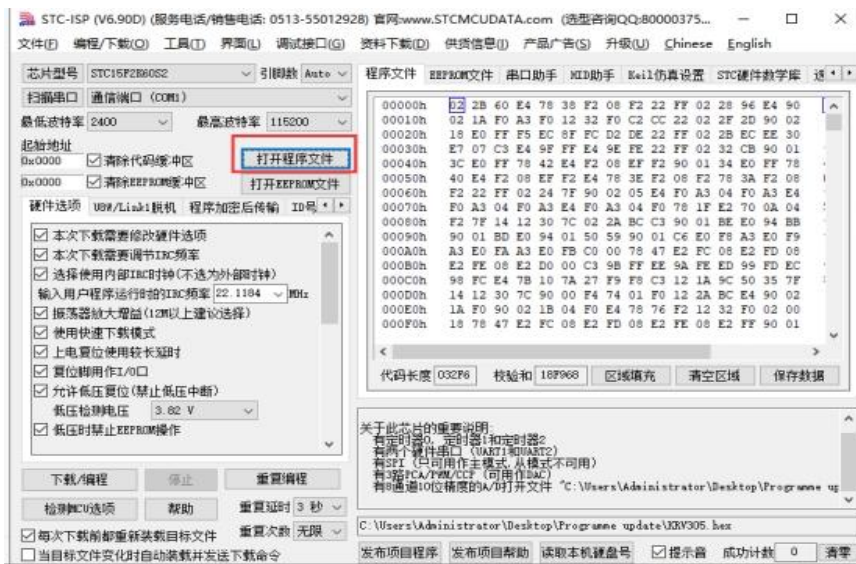 STC-ISP (V6.90D) (服务电话/销售电话: 0513-55012928) 官网:www.STCMCUDATA.com (选型咨询QQ:80000375...
文件(F) 编程/下载(O) 工具(T) 界面(L) 调试接口(G) 资料下载(D) 供货信息(I) 产品广告(S) 升级(U) Chinese English
芯片型号 STC15F2K60S2 引脚数 Auto
扫描串口 通信端口 (COM1)
最低波特率 2400 最高波特率 115200
起始地址
0x0000 清除代码缓冲区 打开程序文件
0x0000 清除EEPROM缓冲区 打开EEPROM文件
硬件选项 U8W/Link1脱机 程序加密后传输 ID号
本次下载需要修改硬件选项
本次下载需要调节IRC频率
选择使用内部IRC时钟(不选为外部时钟)
输入用户程序运行时的IRC频率 22.1184 MHz
振荡器放大增益(12M以上建议选择)
使用快速下载模式
上电复位使用较长延时
复位脚用作I/O口
允许低压复位(禁止低压中断)
低压检测电压 3.82 V
低压时禁止EEPROM操作
下载/编程 停止 重复编程
检测MCU选项 帮助 重复延时 3 秒
每次下载前都重新装载目标文件 重复次数 无限
当目标文件变化时自动装载并发送下载命令
程序文件 EEPROM文件 串口助手 HID助手 Keil仿真设置 STC硬件数学库
00000h 02 2B 60 E4 78 38 F2 08 F2 22 FF 02 28 96 E4 90
00010h 02 1A F0 A3 F0 12 32 F0 C2 CC 22 02 2F 2D 90 02
00020h 18 E0 FF F5 EC 8F FC D2 DE 22 FF 02 2B EC EE 30
00030h E7 07 C3 E4 9F FF E4 9E FE 22 FF 02 32 CB 90 01
00040h 3C E0 FF 78 42 E4 F2 08 EF F2 90 01 34 E0 FF 78
00050h 40 E4 F2 08 EF F2 E4 78 3E F2 08 F2 78 3A F2 08
00060h F2 22 FF 02 24 7F 90 02 05 E4 F0 A3 04 F0 A3 E4
00070h F0 A3 04 F0 A3 E4 F0 A3 04 F0 78 1F E2 70 0A 04
00080h F2 7F 14 12 30 7C 02 2A BC C3 90 01 BE E0 94 BB
00090h 90 01 BD E0 94 01 50 59 90 01 C6 E0 F8 A3 E0 F9
000A0h A3 E0 FA A3 E0 FB C0 00 78 47 E2 FC 08 E2 FD 08
000B0h E2 FE 08 E2 D0 00 C3 9B FF EE 9A FE ED 99 FD EC
000C0h 98 FC E4 7B 10 7A 27 F9 F8 C3 12 1A 9C 50 35 7F
000D0h 14 12 30 7C 90 00 F4 74 01 F0 12 2A BC E4 90 02
000E0h 1A F0 90 02 1B 04 F0 E4 78 76 F2 12 32 F0 02 00
000F0h 18 78 47 E2 FC 08 E2 FD 08 E2 FE 08 E2 FF 90 01
代码长度 032F6 校验和 18F968 区域填充 清空区域 保存数据
关于此芯片的重要说明:
有定时器0, 定时器1和定时器2
有两个硬件串口 (UART1和UART2)
有SPI (只可用作主模式,从模式不可用)
有3路PCA/PWM/CCP (可用作DAC)
有8通道10位精度的A/D打开文件 "C:\Users\Administrator\Desktop\Programme up
C:\Users\Administrator\Desktop\Programme update\KRV305.hex
发布项目程序 发布项目帮助 读取本机硬盘号 提示音 成功计数 0 清零